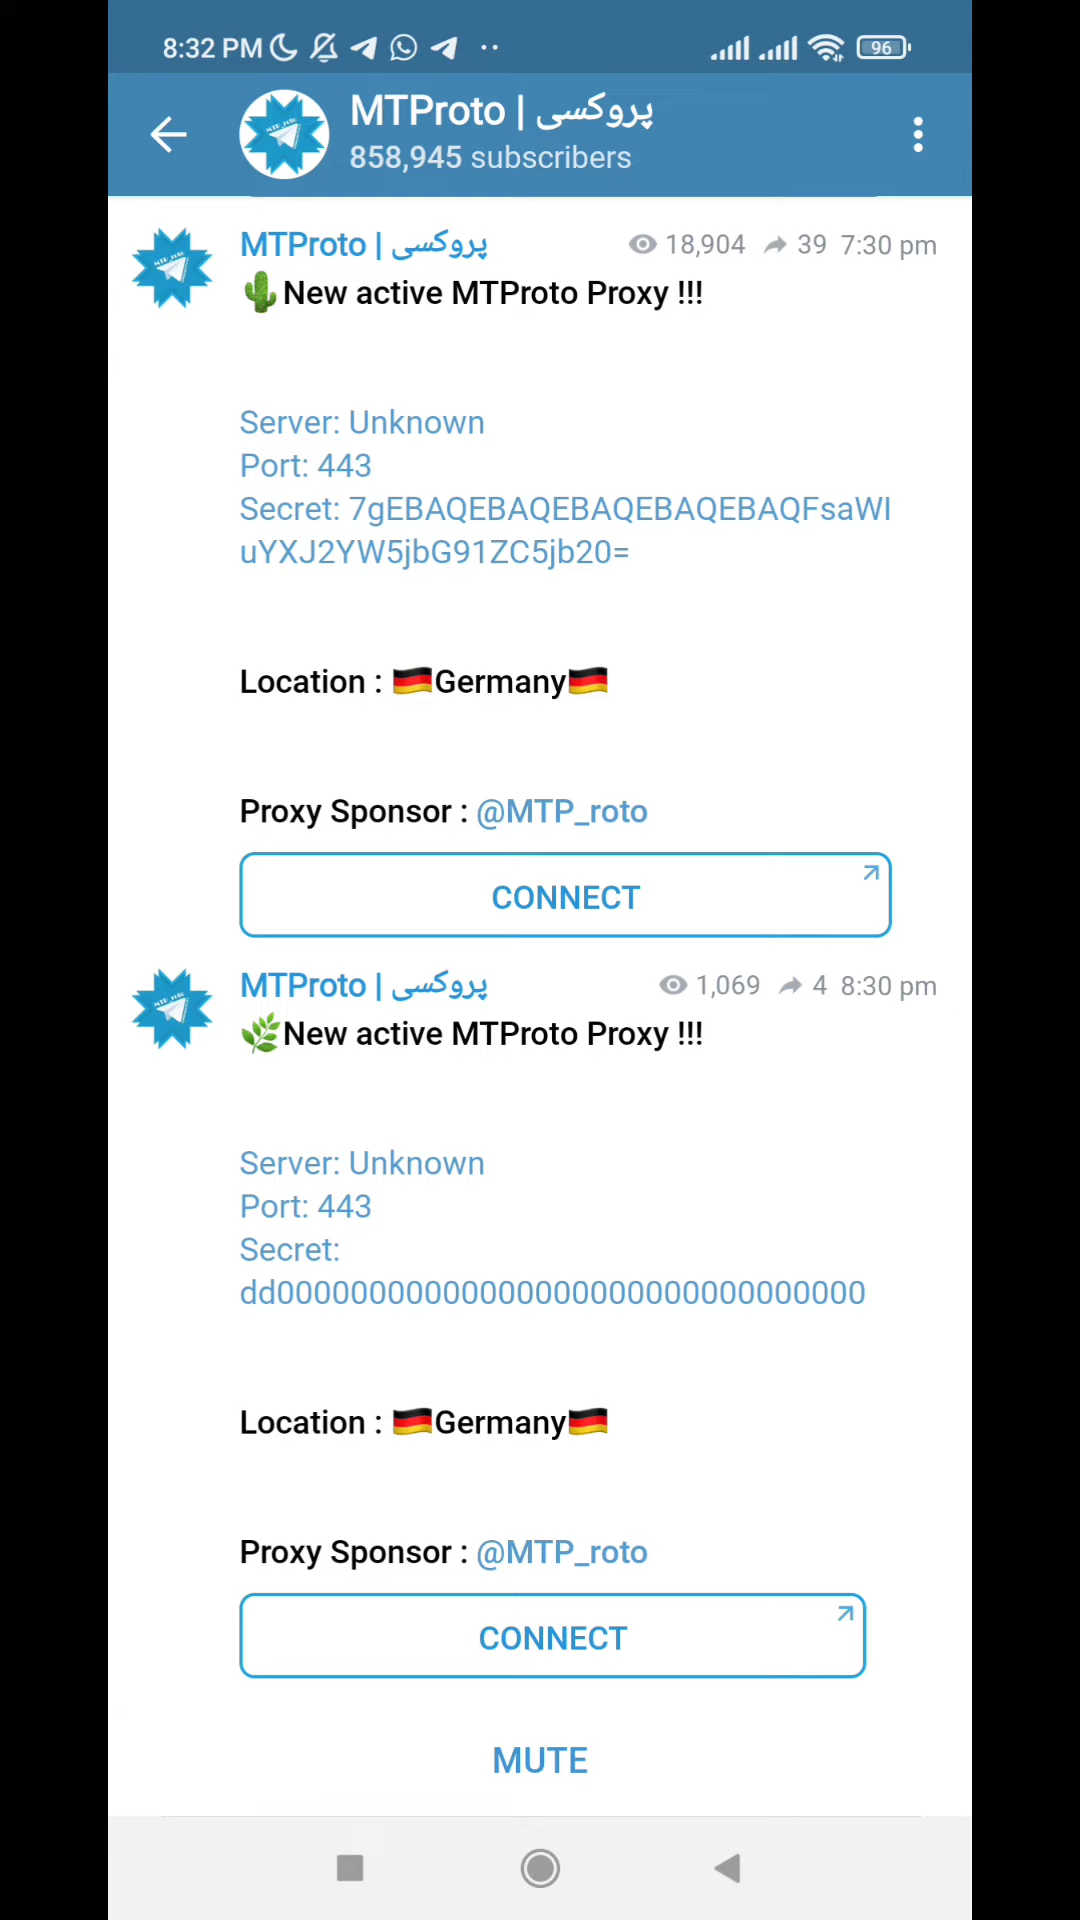 8:32 PM
96
MTProto | پروکسی
858,945 subscribers
MTProto | پروکسی 18,904 39 7:30 pm
🌵New active MTProto Proxy !!!
Server: Unknown
Port: 443
Secret: 7gEBAQEBAQEBAQEBAQEBAQFsaWI
uYXJ2YW5jbG91ZC5jb20=
Location : 🇩🇪Germany🇩🇪
Proxy Sponsor : @MTP_roto
CONNECT
MTProto | پروکسی 1,069 4 8:30 pm
🌿New active MTProto Proxy !!!
Server: Unknown
Port: 443
Secret:
dd00000000000000000000000000000000
Location : 🇩🇪Germany🇩🇪
Proxy Sponsor : @MTP_roto
CONNECT
MUTE